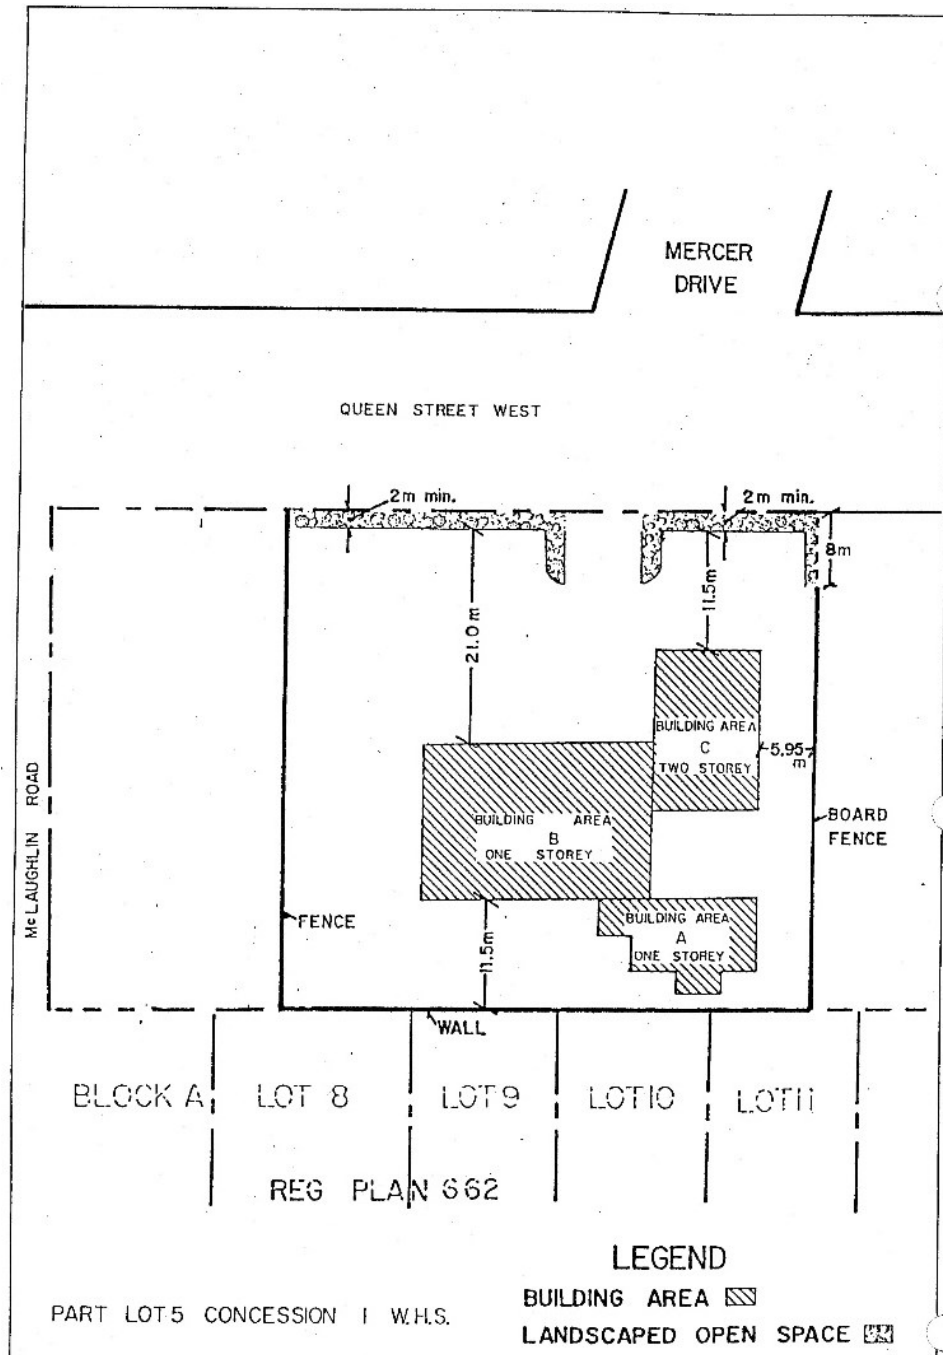 MERCER
DRIVE
QUEEN STREET WEST
2m min.
2m min.
8m
11.5m
21.0m
BUILDING AREA
C
TWO STOREY
5.95
m
McLAUGHLIN ROAD
BUILDING AREA
B
ONE STOREY
BOARD
FENCE
FENCE
BUILDING AREA
A
ONE STOREY
11.5m
WALL
BLOCK A
LOT 8
LOT 9
LOT 10
LOT 11
REG PLAN 662
LEGEND
BUILDING AREA
LANDSCAPED OPEN SPACE
PART LOT 5 CONCESSION 1 W.H.S.